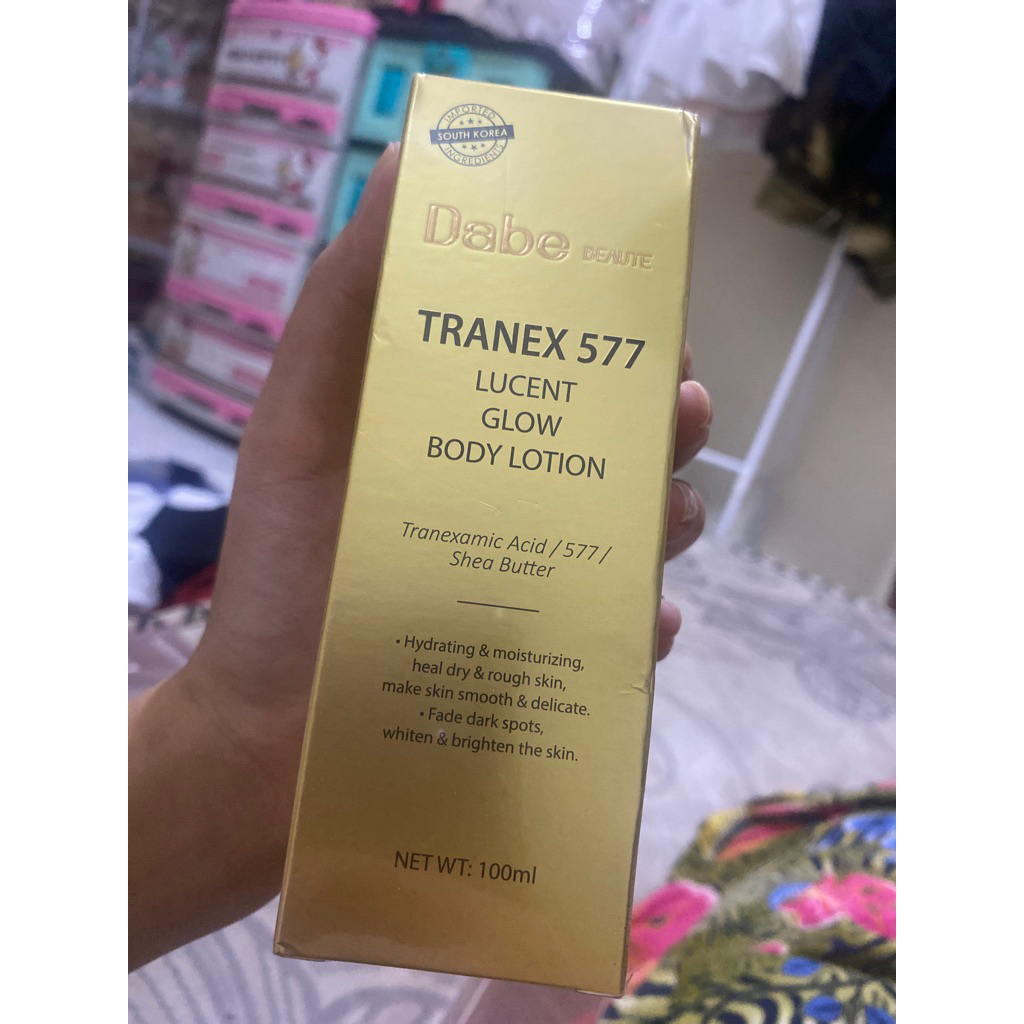 IMPORTED
SOUTH KOREA
INGREDIENTS
Dabe BEAUTE
TRANEX 577
LUCENT
GLOW
BODY LOTION
Tranexamic Acid / 577 /
Shea Butter
• Hydrating & moisturizing,
heal dry & rough skin,
make skin smooth & delicate.
• Fade dark spots,
whiten & brighten the skin.
NET WT: 100ml